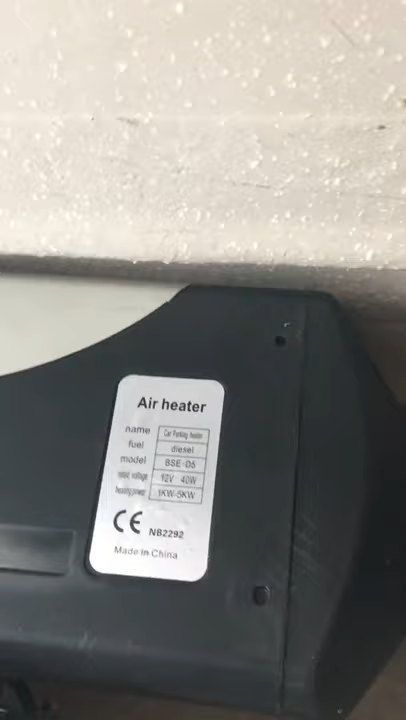 Air heater
name Car Parking heater
fuel diesel
model BSE-D5
rated voltage 12V 40W
heating power 1KW-5KW
CE NB2292
Made in China